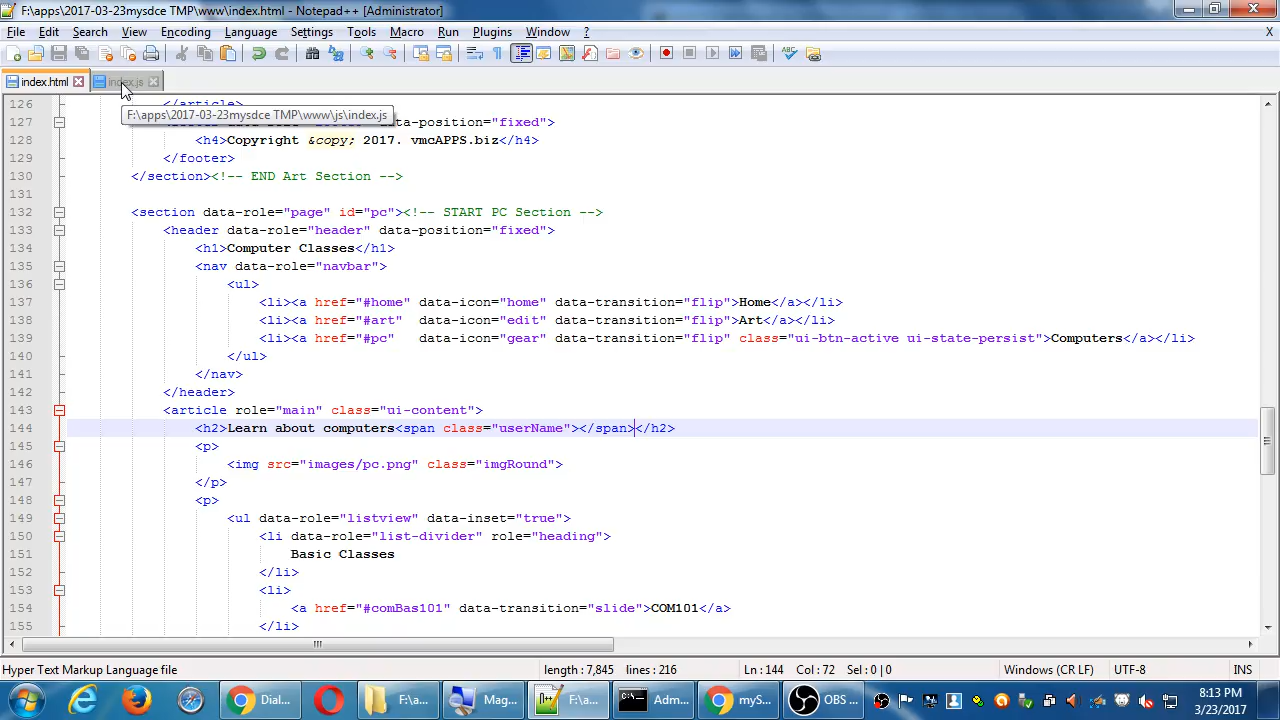 F:\apps\2017-03-23mysdce TMP\www\index.html - Notepad++ [Administrator]
File Edit Search View Encoding Language Settings Tools Macro Run Plugins Window ? X
index.html index.js
F:\apps\2017-03-23mysdce TMP\www\js\index.js
126 </article>
127 data-position="fixed">
128 <h4>Copyright &copy; 2017. vmcAPPS.biz</h4>
129 </footer>
130 </section><!-- END Art Section -->
131
132 <section data-role="page" id="pc"><!-- START PC Section -->
133 <header data-role="header" data-position="fixed">
134 <h1>Computer Classes</h1>
135 <nav data-role="navbar">
136 <ul>
137 <li><a href="#home" data-icon="home" data-transition="flip">Home</a></li>
138 <li><a href="#art"  data-icon="edit" data-transition="flip">Art</a></li>
139 <li><a href="#pc"   data-icon="gear" data-transition="flip" class="ui-btn-active ui-state-persist">Computers</a></li>
140 </ul>
141 </nav>
142 </header>
143 <article role="main" class="ui-content">
144 <h2>Learn about computers<span class="userName"></span></h2>
145 <p>
146 <img src="images/pc.png" class="imgRound">
147 </p>
148 <p>
149 <ul data-role="listview" data-inset="true">
150 <li data-role="list-divider" role="heading">
151 Basic Classes
152 </li>
153 <li>
154 <a href="#comBas101" data-transition="slide">COM101</a>
155 </li>
Hyper Text Markup Language file length : 7,845 lines : 216 Ln : 144 Col : 72 Sel : 0 | 0 Windows (CR LF) UTF-8 INS
Dial... F:\a... Mag... F:\a... Adm... myS... OBS ... 8:13 PM
3/23/2017